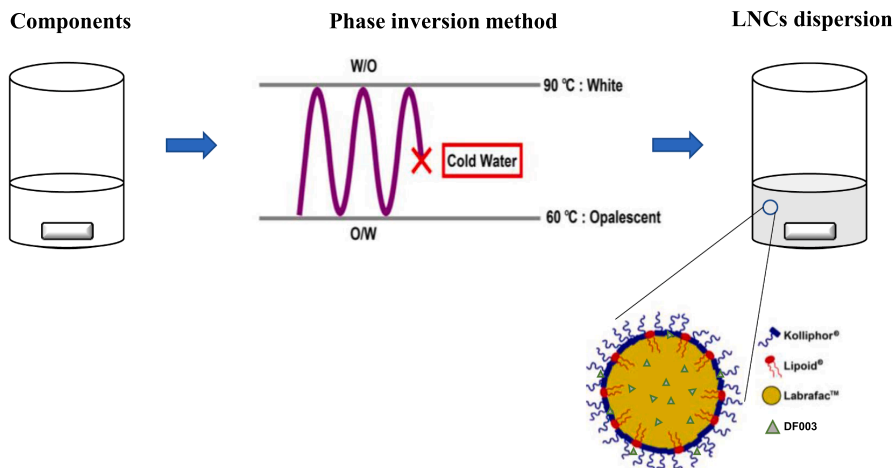 Components
Phase inversion method
LNCs dispersion
W/O
90 °C : White
Cold Water
60 °C : Opalescent
O/W
Kolliphor®
Lipoid®
Labrafac™
DF003